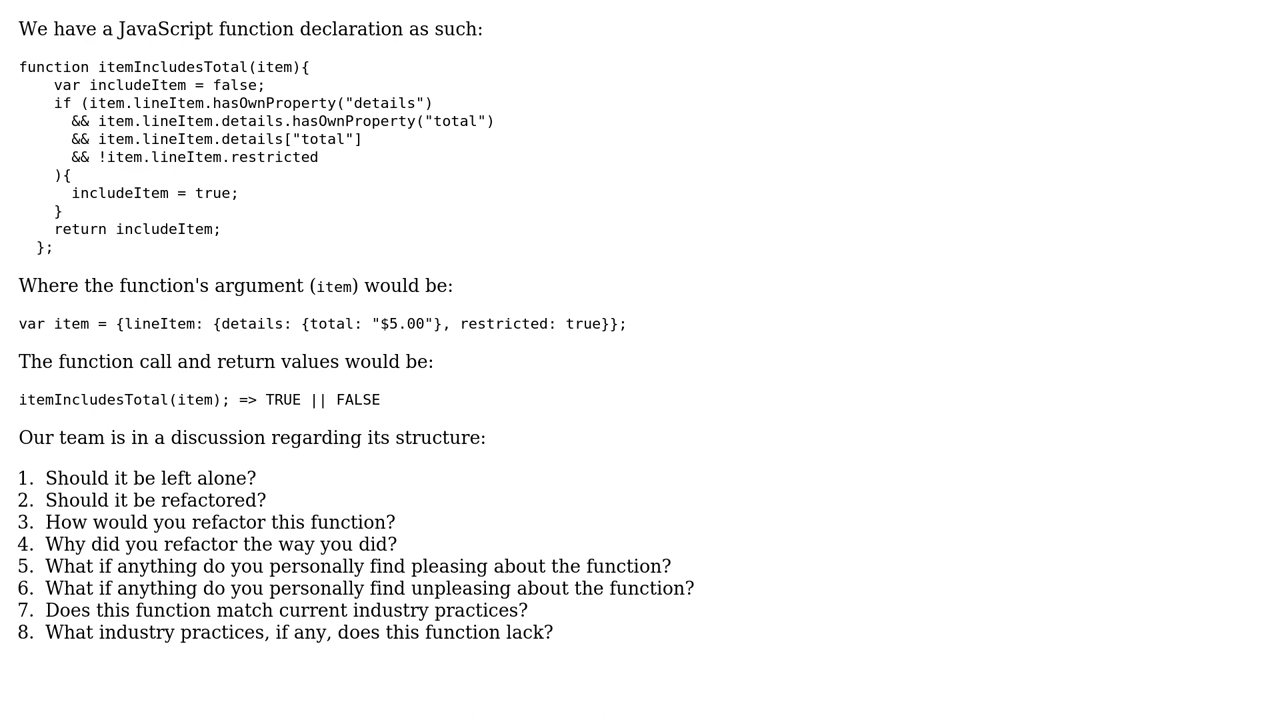 We have a JavaScript function declaration as such:
function itemIncludesTotal(item){
    var includeItem = false;
    if (item.lineItem.hasOwnProperty("details")
      && item.lineItem.details.hasOwnProperty("total")
      && item.lineItem.details["total"]
      && !item.lineItem.restricted
    ){
      includeItem = true;
    }
    return includeItem;
  };
Where the function's argument (item) would be:
var item = {lineItem: {details: {total: "$5.00"}, restricted: true}};
The function call and return values would be:
itemIncludesTotal(item); => TRUE || FALSE
Our team is in a discussion regarding its structure:
1. Should it be left alone?
2. Should it be refactored?
3. How would you refactor this function?
4. Why did you refactor the way you did?
5. What if anything do you personally find pleasing about the function?
6. What if anything do you personally find unpleasing about the function?
7. Does this function match current industry practices?
8. What industry practices, if any, does this function lack?